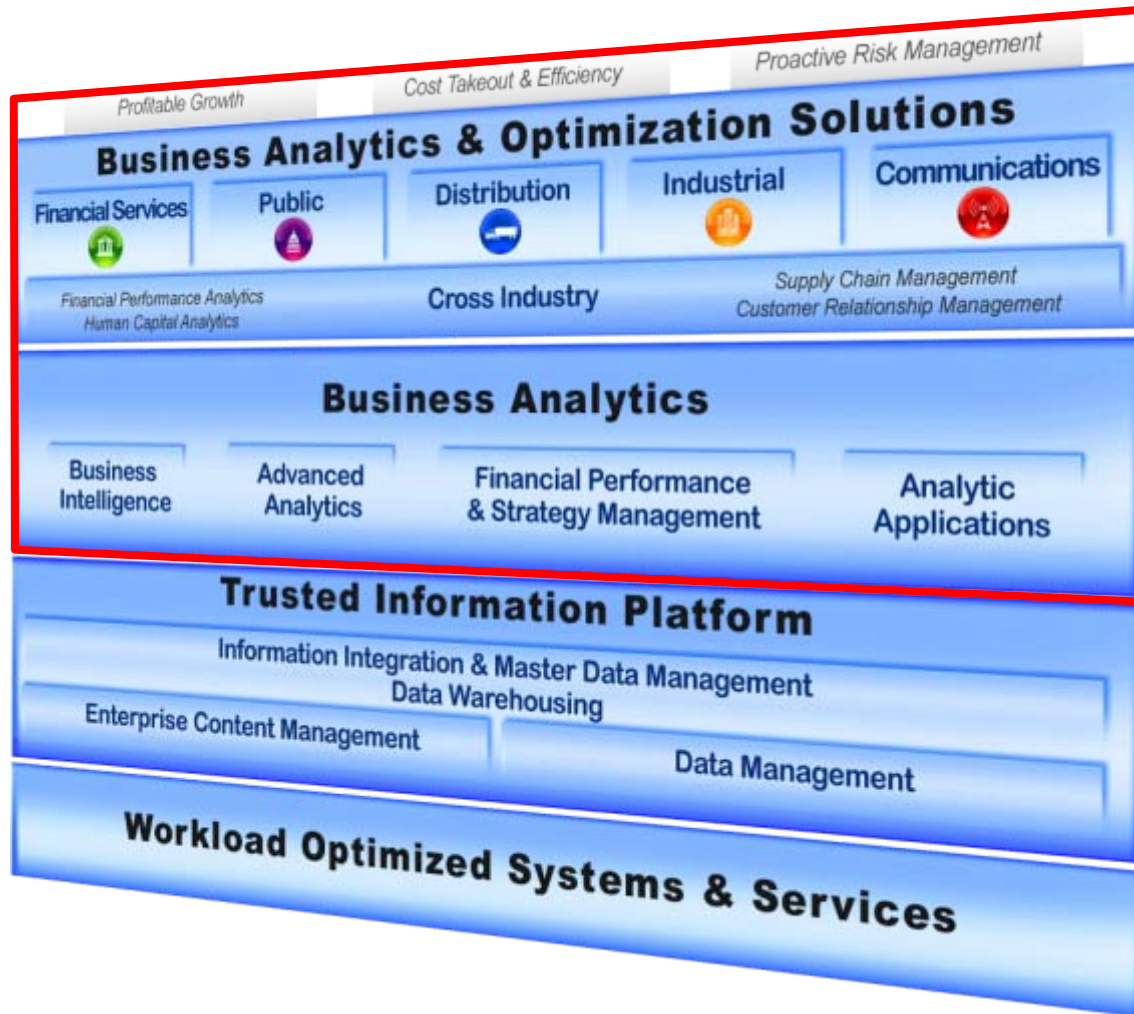 Profitable Growth
Cost Takeout & Efficiency
Proactive Risk Management
Business Analytics & Optimization Solutions
Financial Services
Public
Distribution
Industrial
Communications
Financial Performance Analytics
Human Capital Analytics
Cross Industry
Supply Chain Management
Customer Relationship Management
Business Analytics
Business
Intelligence
Advanced
Analytics
Financial Performance
& Strategy Management
Analytic
Applications
Trusted Information Platform
Information Integration & Master Data Management
Data Warehousing
Enterprise Content Management
Data Management
Workload Optimized Systems & Services